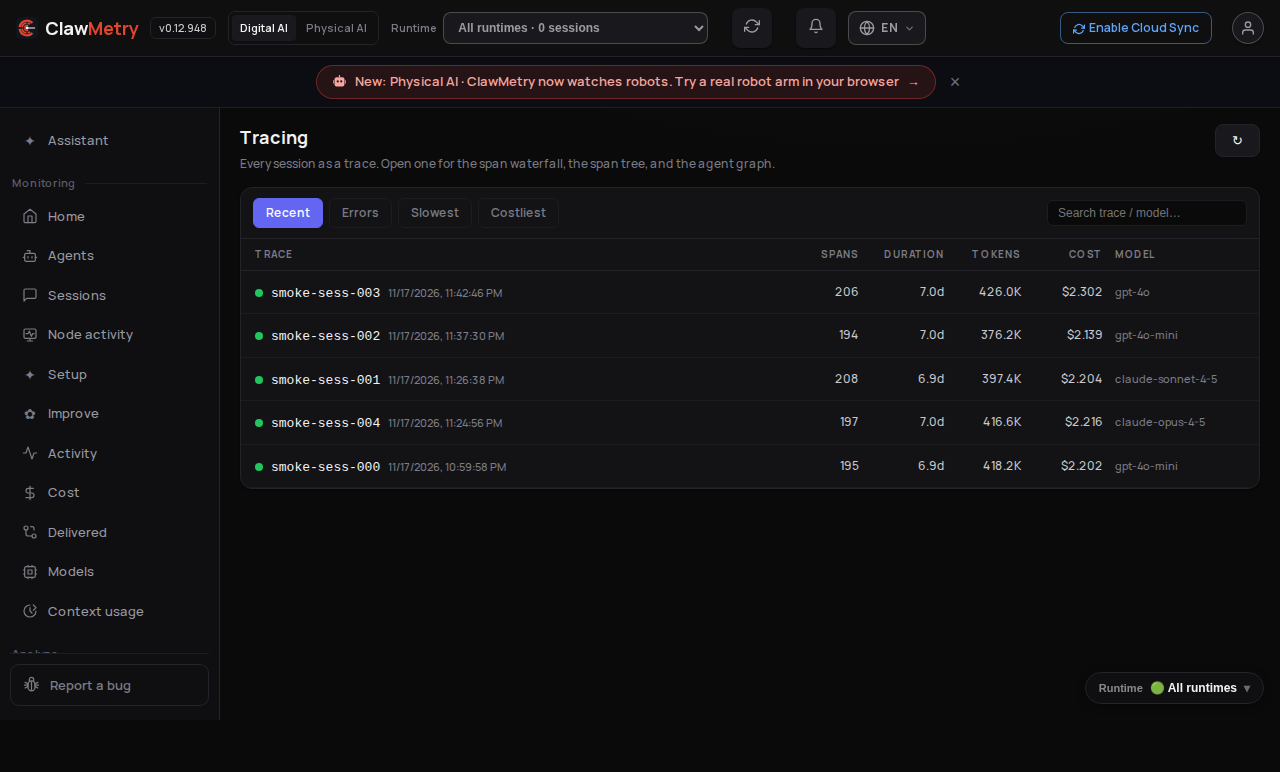 ClawMetry
v0.12.948
Digital AI
Physical AI
Runtime
All runtimes · 0 sessions
EN
Enable Cloud Sync
New: Physical AI · ClawMetry now watches robots. Try a real robot arm in your browser →
×
Assistant
Monitoring
Home
Agents
Sessions
Node activity
Setup
Improve
Activity
Cost
Delivered
Models
Context usage
Analyze
Report a bug
Tracing
Every session as a trace. Open one for the span waterfall, the span tree, and the agent graph.
↻
Recent
Errors
Slowest
Costliest
Search trace / model…
TRACE SPANS DURATION TOKENS COST MODEL
smoke-sess-003 11/17/2026, 11:42:46 PM 206 7.0d 426.0K $2.302 gpt-4o
smoke-sess-002 11/17/2026, 11:37:30 PM 194 7.0d 376.2K $2.139 gpt-4o-mini
smoke-sess-001 11/17/2026, 11:26:38 PM 208 6.9d 397.4K $2.204 claude-sonnet-4-5
smoke-sess-004 11/17/2026, 11:24:56 PM 197 7.0d 416.6K $2.216 claude-opus-4-5
smoke-sess-000 11/17/2026, 10:59:58 PM 195 6.9d 418.2K $2.202 gpt-4o-mini
Runtime All runtimes ▾